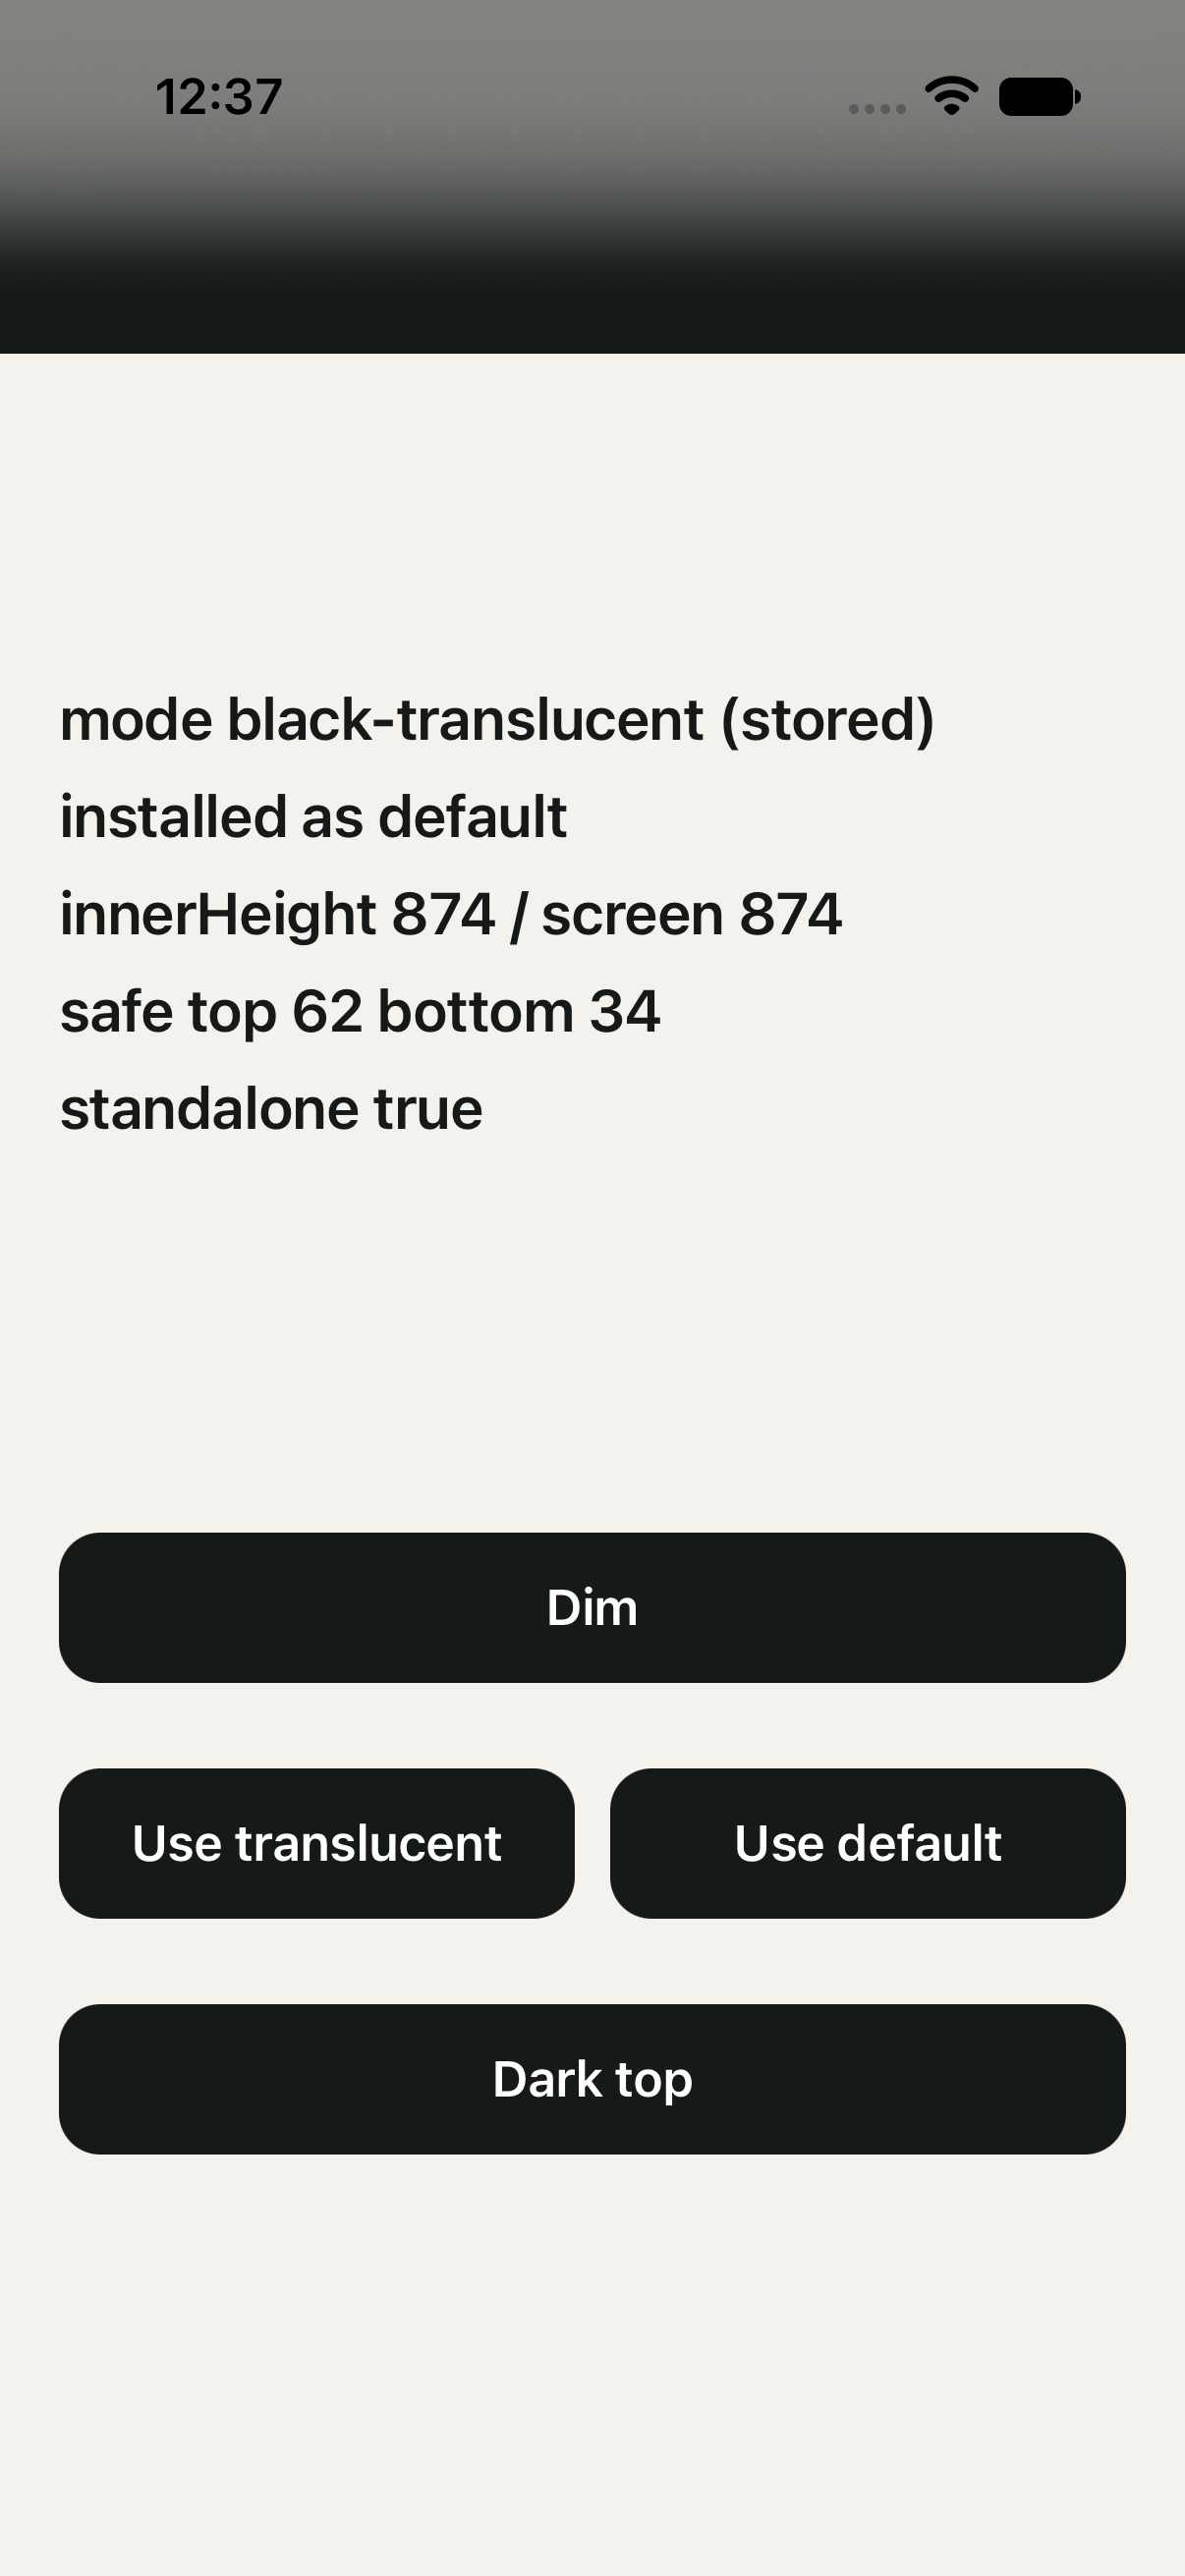 12:37
mode black-translucent (stored)
installed as default
innerHeight 874 / screen 874
safe top 62 bottom 34
standalone true
Dim
Use translucent
Use default
Dark top